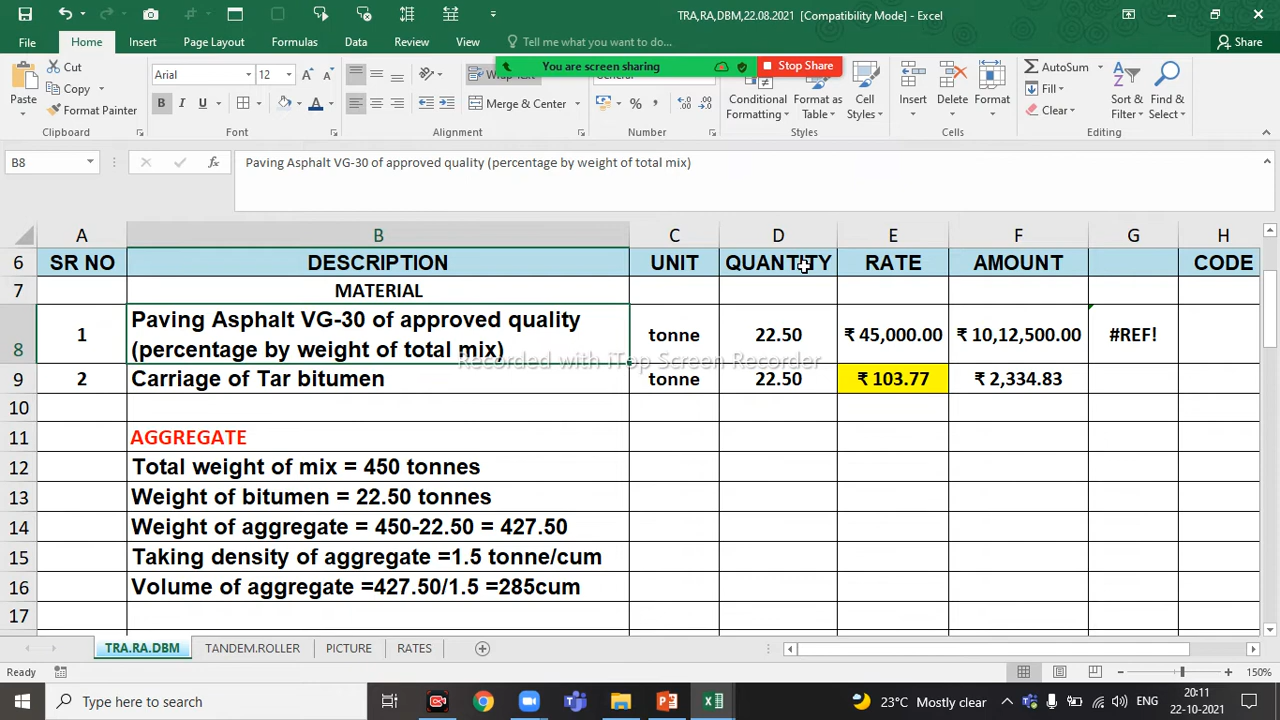 TRA,RA,DBM,22.08.2021 [Compatibility Mode] - Excel
File Home Insert Page Layout Formulas Data Review View Tell me what you want to do... Share
You are screen sharing Stop Share
Paste Cut Copy Format Painter Clipboard
Arial 12 B I U Font
Wrap Text Merge & Center Alignment
General % Number
Conditional Formatting Format as Table Cell Styles Styles
Insert Delete Format Cells
AutoSum Fill Clear Sort & Filter Find & Select Editing
B8 fx Paving Asphalt VG-30 of approved quality (percentage by weight of total mix)
A B C D E F G H
6 SR NO DESCRIPTION UNIT QUANTITY RATE AMOUNT CODE
7 MATERIAL
8 1 Paving Asphalt VG-30 of approved quality (percentage by weight of total mix) tonne 22.50 ₹ 45,000.00 ₹ 10,12,500.00 #REF!
Recorded with iTop Screen Recorder
9 2 Carriage of Tar bitumen tonne 22.50 ₹ 103.77 ₹ 2,334.83
10
11 AGGREGATE
12 Total weight of mix = 450 tonnes
13 Weight of bitumen = 22.50 tonnes
14 Weight of aggregate = 450-22.50 = 427.50
15 Taking density of aggregate =1.5 tonne/cum
16 Volume of aggregate =427.50/1.5 =285cum
17
TRA.RA.DBM TANDEM.ROLLER PICTURE RATES
Ready 150%
Type here to search 23°C Mostly clear ENG 20:11
22-10-2021